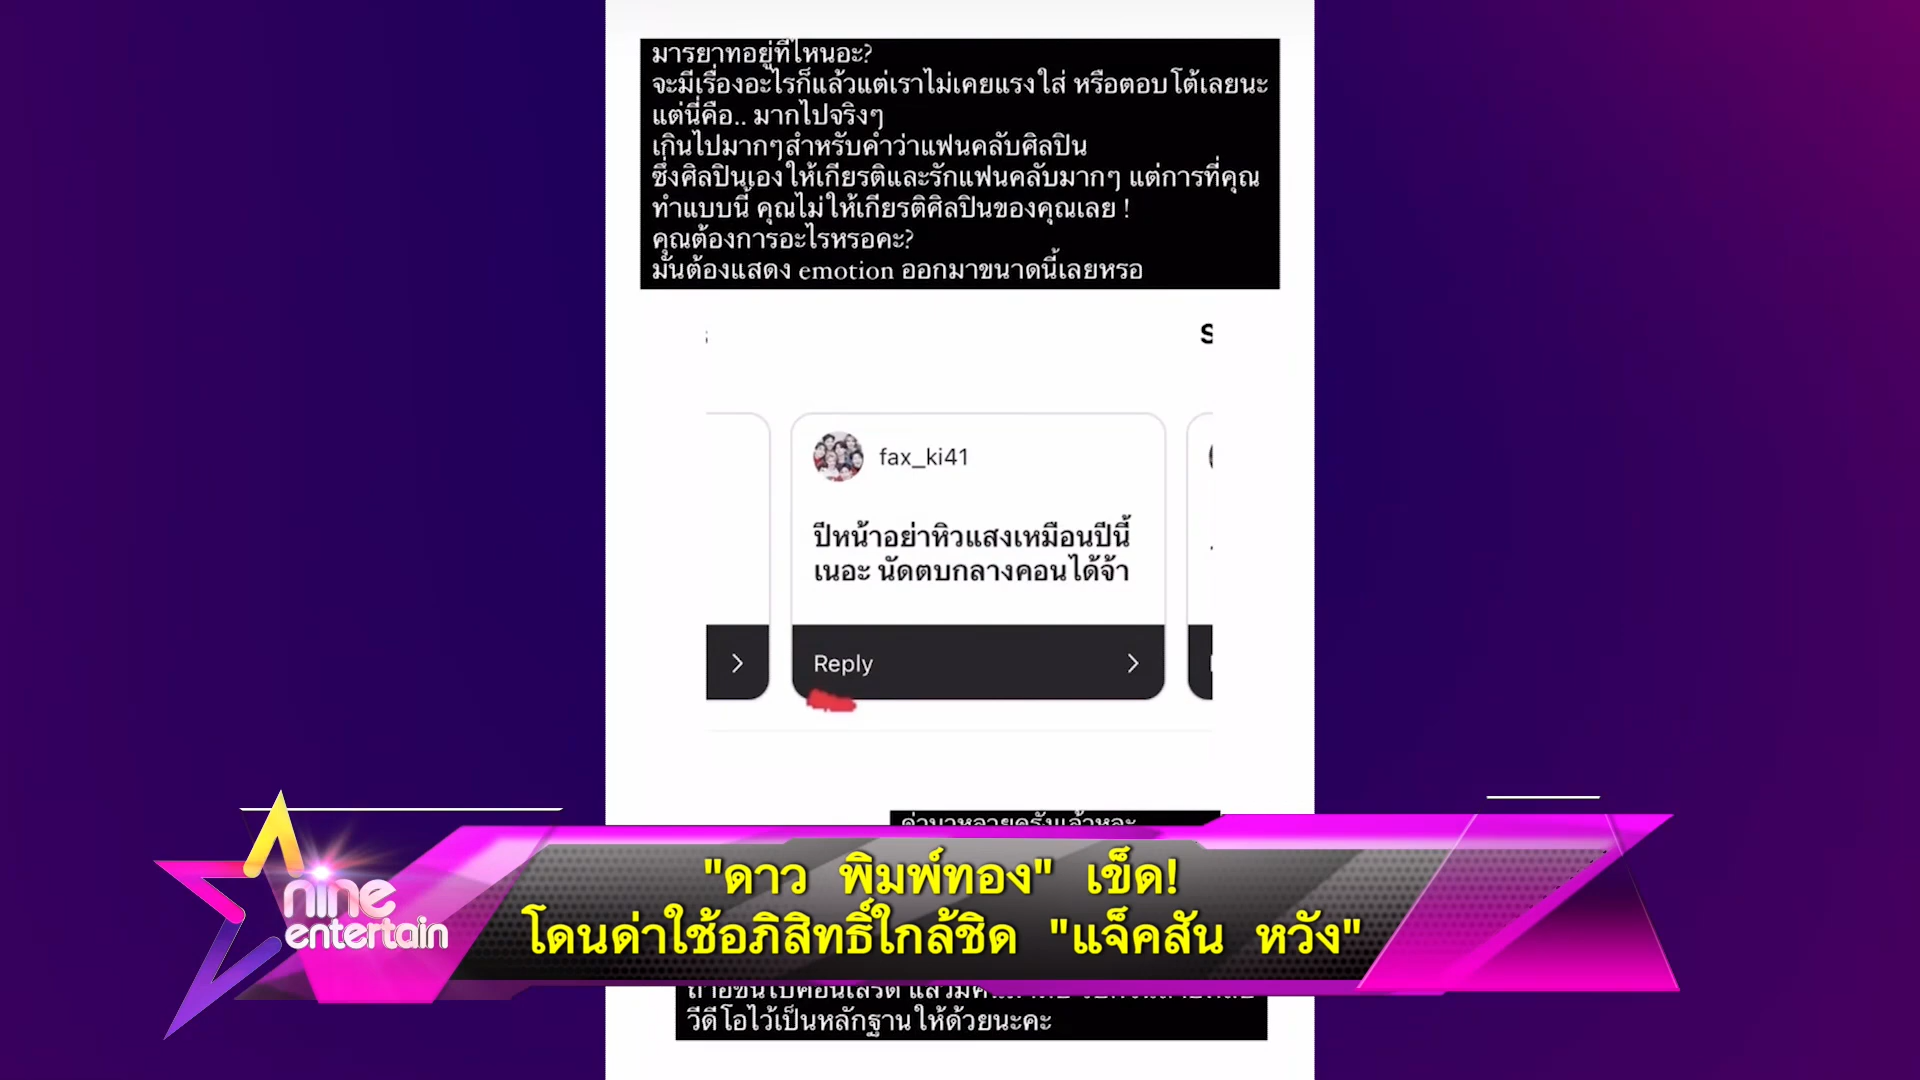 มารยาทอยู่ที่ไหนอะ?
จะมีเรื่องอะไรก็แล้วแต่เราไม่เคยแรงใส่ หรือตอบโต้เลยนะ
แต่นี่คือ.. มากไปจริงๆ
เกินไปมากๆสำหรับคำว่าแฟนคลับศิลปิน
ซึ่งศิลปินเองให้เกียรติและรักแฟนคลับมากๆ แต่การที่คุณ
ทำแบบนี้ คุณไม่ให้เกียรติศิลปินของคุณเลย !
คุณต้องการอะไรหรอคะ?
มันต้องแสดง emotion ออกมาขนาดนี้เลยหรอ
S
fax_ki41
ปีหน้าอย่าหิวแสงเหมือนปีนี้
เนอะ นัดตบกลางคอนได้จ้า
Reply
"ดาว พิมพ์ทอง" เข็ด!
โดนด่าใช้อภิสิทธิ์ใกล้ชิด "แจ็คสัน หวัง"
nine
entertain
วีดีโอไว้เป็นหลักฐานให้ด้วยนะคะ